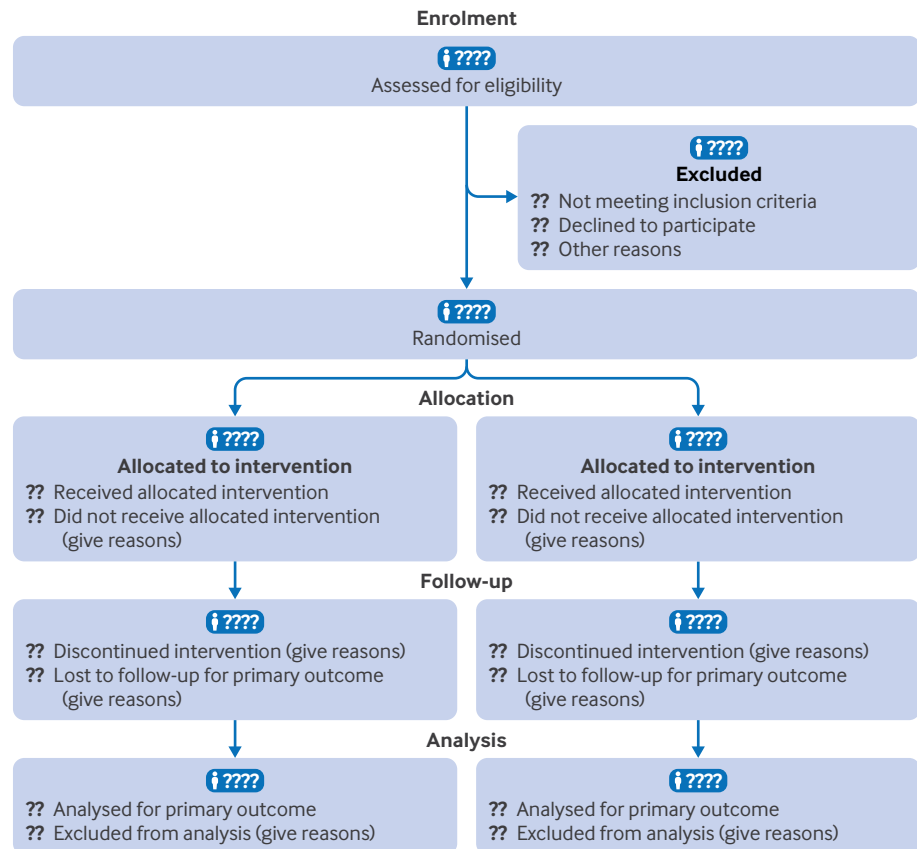 Enrolment
????
Assessed for eligibility
????
Excluded
?? Not meeting inclusion criteria
?? Declined to participate
?? Other reasons
????
Randomised
Allocation
????
Allocated to intervention
?? Received allocated intervention
?? Did not receive allocated intervention
(give reasons)
????
Allocated to intervention
?? Received allocated intervention
?? Did not receive allocated intervention
(give reasons)
Follow-up
????
?? Discontinued intervention (give reasons)
?? Lost to follow-up for primary outcome
(give reasons)
????
?? Discontinued intervention (give reasons)
?? Lost to follow-up for primary outcome
(give reasons)
Analysis
????
?? Analysed for primary outcome
?? Excluded from analysis (give reasons)
????
?? Analysed for primary outcome
?? Excluded from analysis (give reasons)